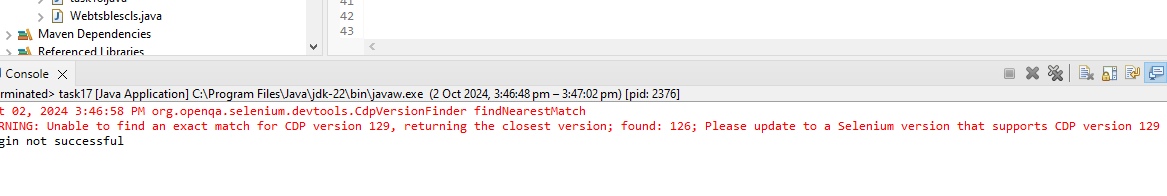 41
Webtsblescls.java
42
Maven Dependencies
43
Referenced Libraries
Console
rminated> task17 [Java Application] C:\Program Files\Java\jdk-22\bin\javaw.exe (2 Oct 2024, 3:46:48 pm – 3:47:02 pm) [pid: 2376]
t 02, 2024 3:46:58 PM org.openqa.selenium.devtools.CdpVersionFinder findNearestMatch
RNING: Unable to find an exact match for CDP version 129, returning the closest version; found: 126; Please update to a Selenium version that supports CDP version 129
gin not successful